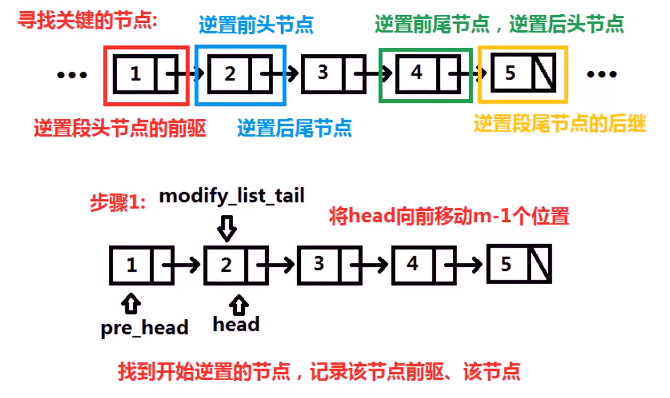 寻找关键的节点:
逆置前头节点
逆置前尾节点，逆置后头节点
••• 1 2 3 4 5 •••
逆置段头节点的前驱
逆置后尾节点
逆置段尾节点的后继
步骤1:
modify_list_tail
将head向前移动m-1个位置
1 2 3 4 5
pre_head
head
找到开始逆置的节点，记录该节点前驱、该节点